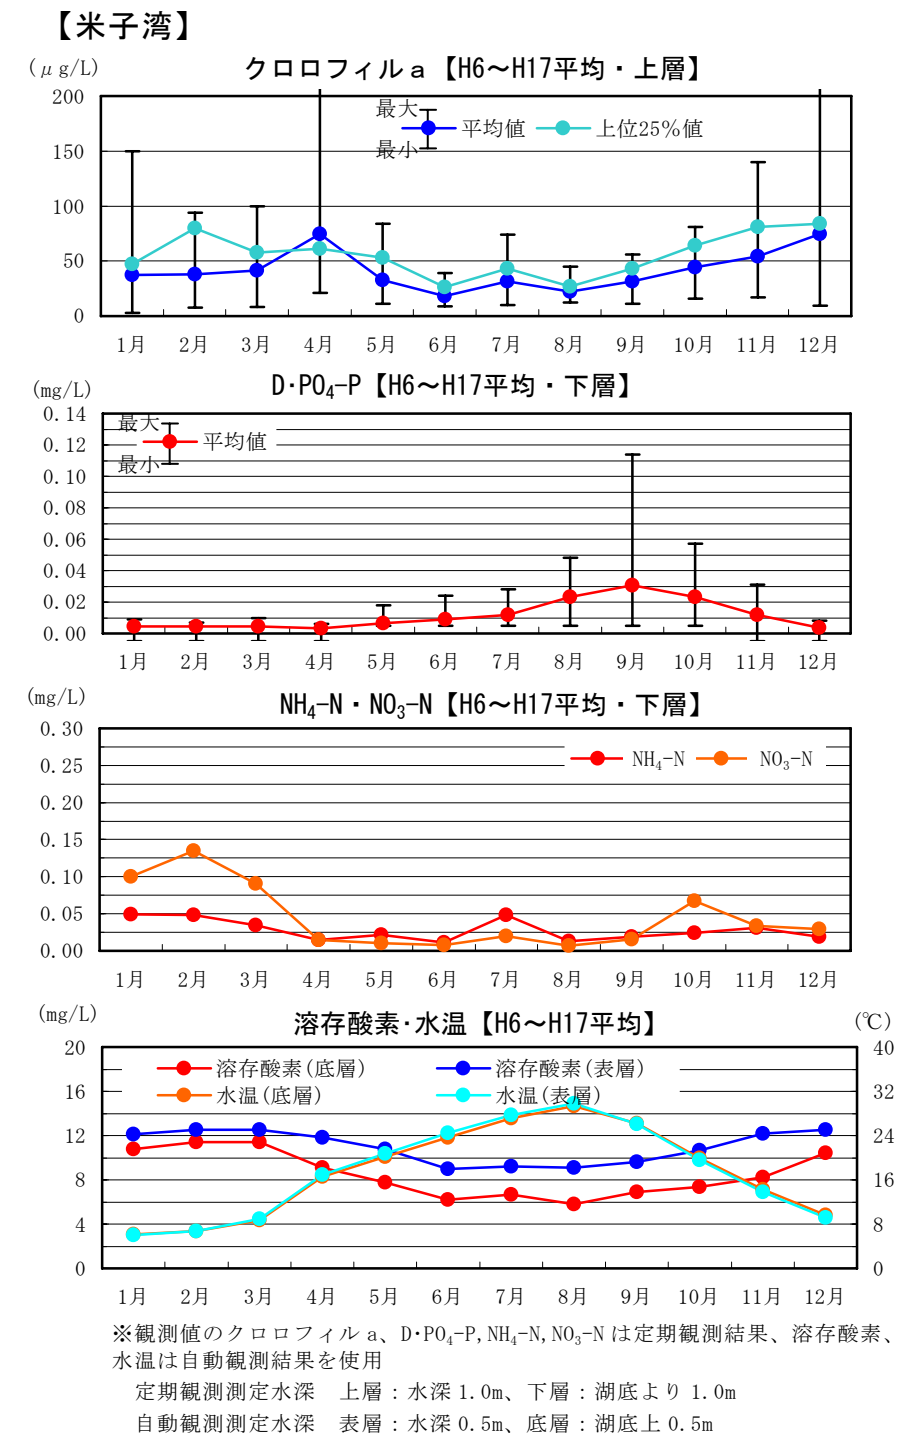 【米子湾】
(μg/L)
クロロフィルａ【H6～H17平均・上層】
最大
平均値
上位25%値
最小
200
150
100
50
0
1月 2月 3月 4月 5月 6月 7月 8月 9月 10月 11月 12月
(mg/L)
D･PO₄-P【H6～H17平均・下層】
最大
平均値
最小
0.14
0.12
0.10
0.08
0.06
0.04
0.02
0.00
1月 2月 3月 4月 5月 6月 7月 8月 9月 10月 11月 12月
(mg/L)
NH₄-N・NO₃-N【H6～H17平均・下層】
NH₄-N NO₃-N
0.30
0.25
0.20
0.15
0.10
0.05
0.00
1月 2月 3月 4月 5月 6月 7月 8月 9月 10月 11月 12月
(mg/L)
溶存酸素･水温【H6～H17平均】
(℃)
溶存酸素(底層) 溶存酸素(表層)
水温(底層) 水温(表層)
20 40
16 32
12 24
8 16
4 8
0 0
1月 2月 3月 4月 5月 6月 7月 8月 9月 10月 11月 12月
※観測値のクロロフィルa、D･PO₄-P,NH₄-N,NO₃-Nは定期観測結果、溶存酸素、
水温は自動観測結果を使用
定期観測測定水深 上層：水深1.0m、下層：湖底より1.0m
自動観測測定水深 表層：水深0.5m、底層：湖底上0.5m